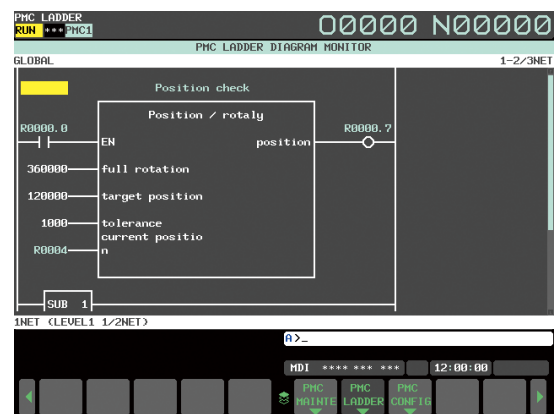 PMC LADDER
RUN *** PMC1
O0000 N00000
PMC LADDER DIAGRAM MONITOR
GLOBAL 1-2/3NET
Position check
Position / rotaly
R0000.0 R0000.7
EN position
360000 full rotation
120000 target position
1000 tolerance
current positio
R0004 n
SUB 1
1NET (LEVEL1 1/2NET)
A>_
MDI **** *** *** 12:00:00
PMC PMC PMC
MAINTE LADDER CONFIG